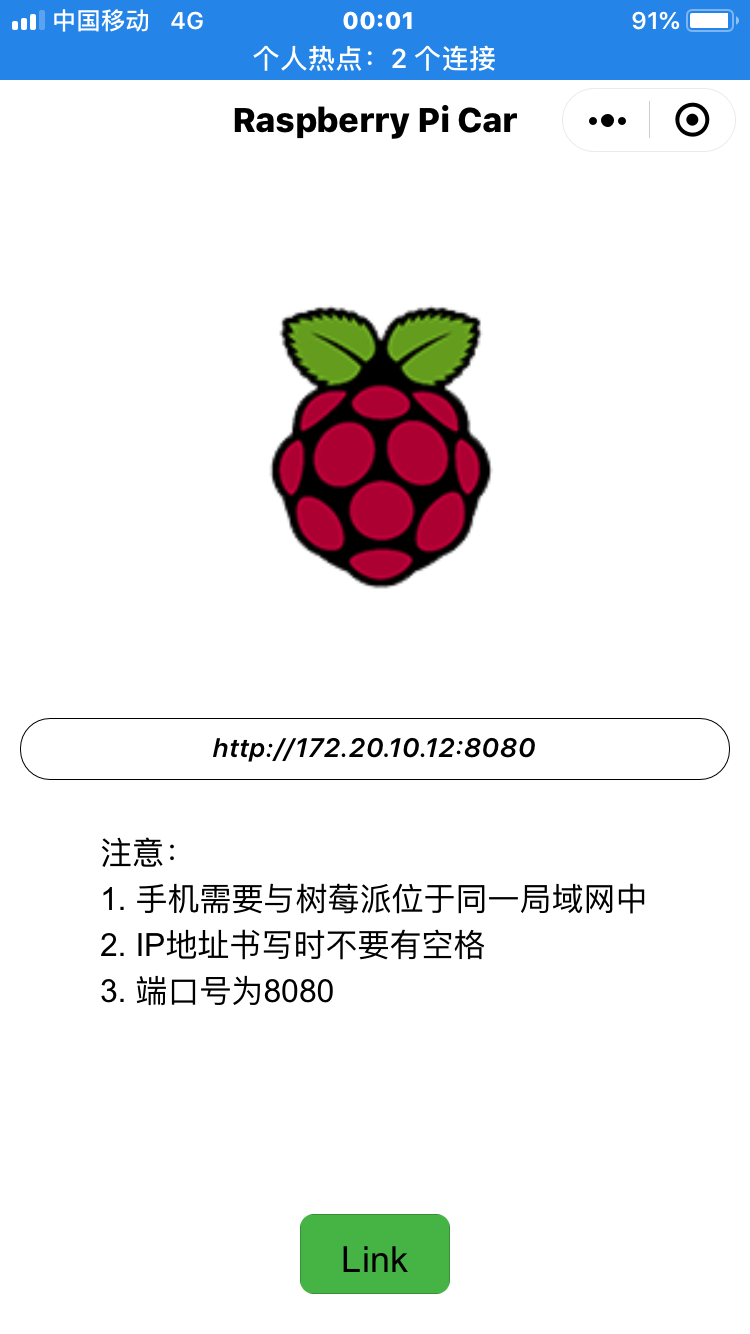 中国移动 4G 00:01 91%
个人热点：2 个连接
Raspberry Pi Car
http://172.20.10.12:8080
注意：
1. 手机需要与树莓派位于同一局域网中
2. IP地址书写时不要有空格
3. 端口号为8080
Link